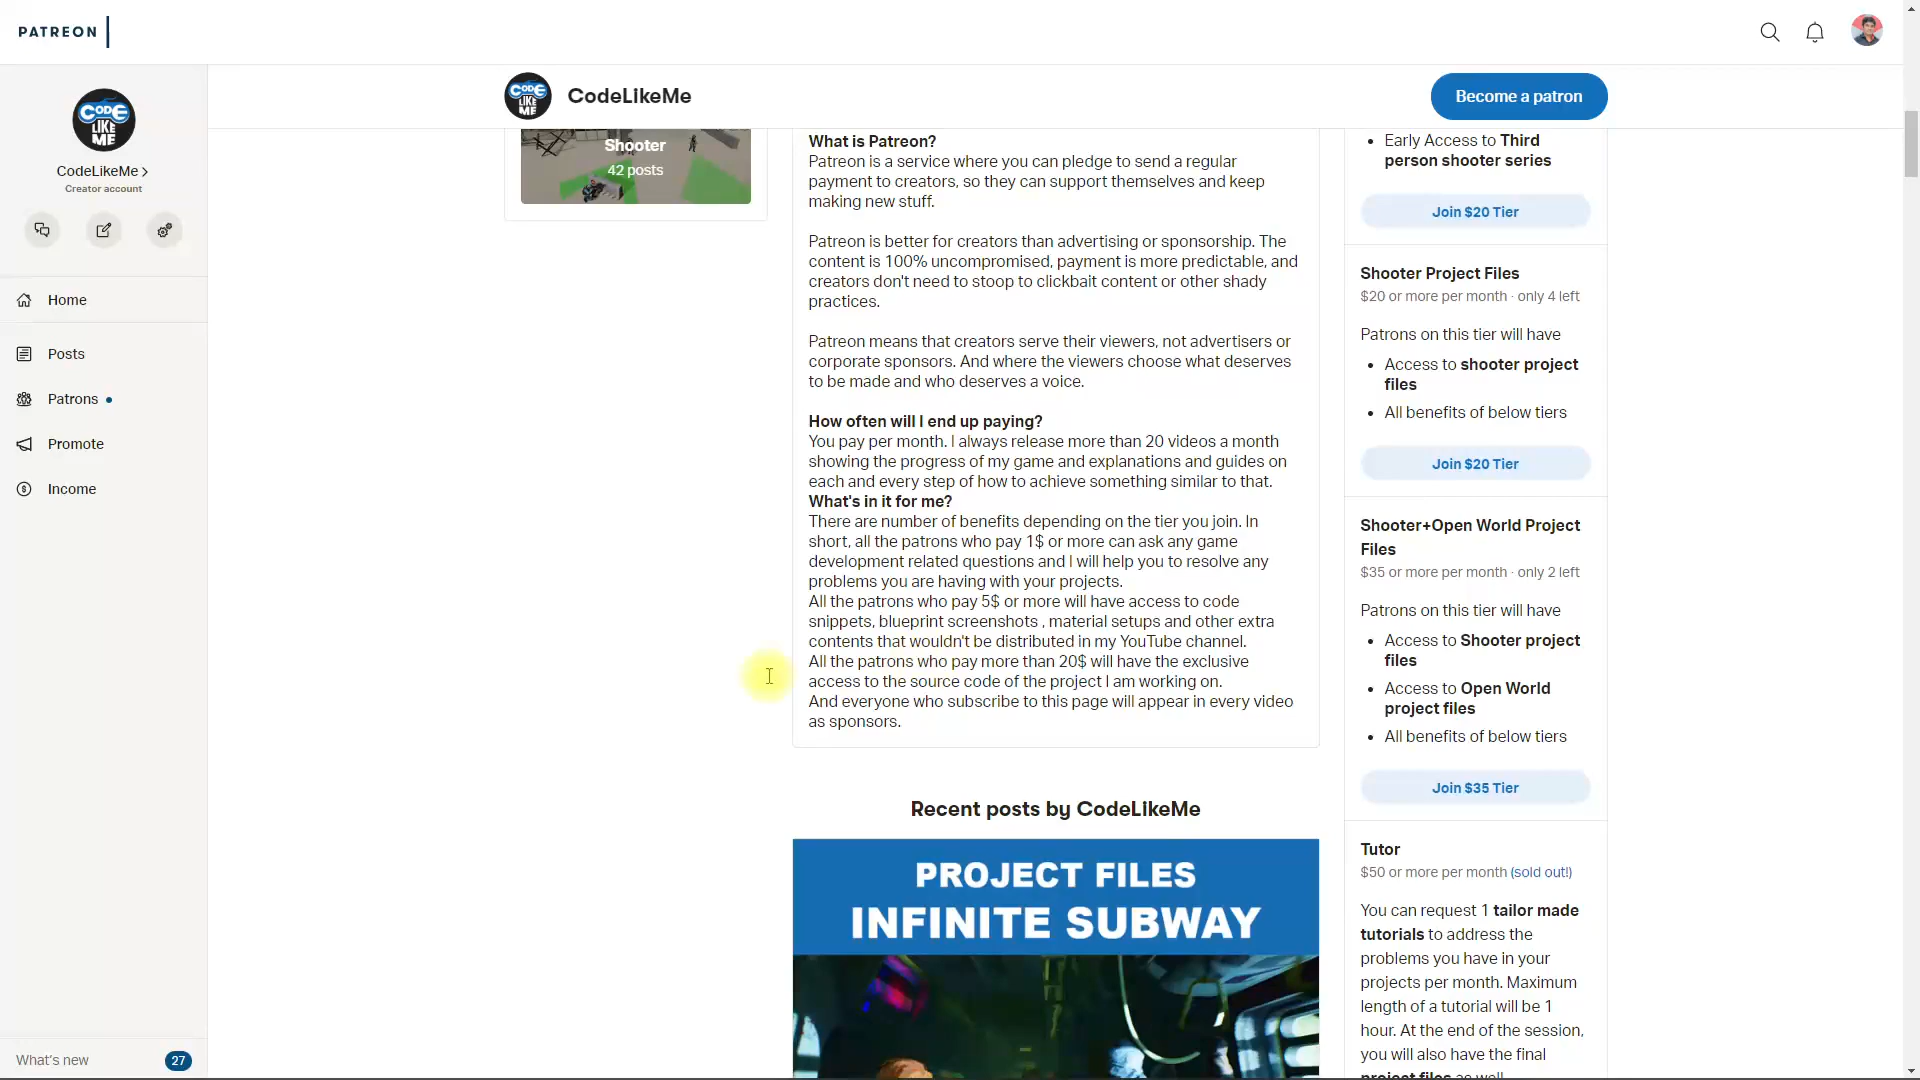 PATREON
CODE
LIKE
ME
CodeLikeMe
Creator account
Home
Posts
Patrons
Promote
Income
What's new
27
CODE
LIKE
ME
CodeLikeMe
Become a patron
Shooter
42 posts
What is Patreon?
Patreon is a service where you can pledge to send a regular
payment to creators, so they can support themselves and keep
making new stuff.
Patreon is better for creators than advertising or sponsorship. The
content is 100% uncompromised, payment is more predictable, and
creators don't need to stoop to clickbait content or other shady
practices.
Patreon means that creators serve their viewers, not advertisers or
corporate sponsors. And where the viewers choose what deserves
to be made and who deserves a voice.
How often will I end up paying?
You pay per month. I always release more than 20 videos a month
showing the progress of my game and explanations and guides on
each and every step of how to achieve something similar to that.
What's in it for me?
There are number of benefits depending on the tier you join. In
short, all the patrons who pay 1$ or more can ask any game
development related questions and I will help you to resolve any
problems you are having with your projects.
All the patrons who pay 5$ or more will have access to code
snippets, blueprint screenshots , material setups and other extra
contents that wouldn't be distributed in my YouTube channel.
All the patrons who pay more than 20$ will have the exclusive
access to the source code of the project I am working on.
And everyone who subscribe to this page will appear in every video
as sponsors.
Recent posts by CodeLikeMe
PROJECT FILES
INFINITE SUBWAY
Early Access to Third
person shooter series
Join $20 Tier
Shooter Project Files
$20 or more per month · only 4 left
Patrons on this tier will have
Access to shooter project
files
All benefits of below tiers
Join $20 Tier
Shooter+Open World Project
Files
$35 or more per month · only 2 left
Patrons on this tier will have
Access to Shooter project
files
Access to Open World
project files
All benefits of below tiers
Join $35 Tier
Tutor
$50 or more per month (sold out!)
You can request 1 tailor made
tutorials to address the
problems you have in your
projects per month. Maximum
length of a tutorial will be 1
hour. At the end of the session,
you will also have the final
project files as well